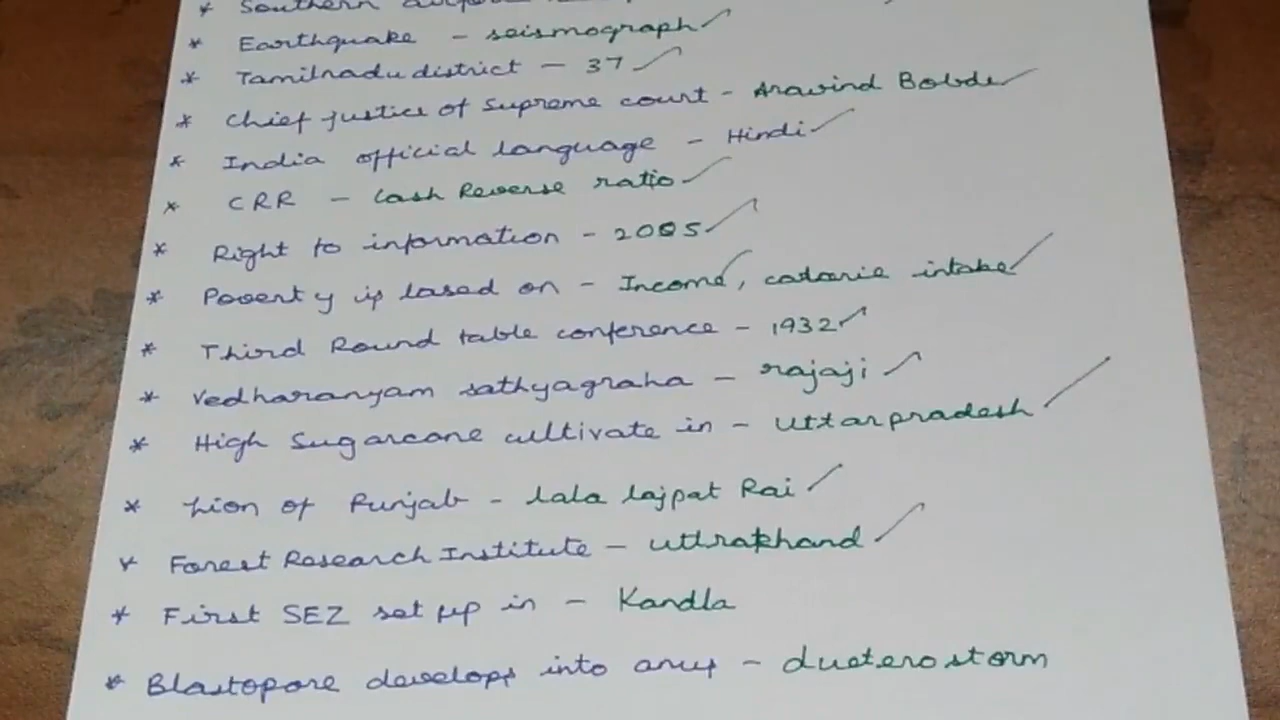 * Southern
* Earthquake - seismograph ✓
* Tamilnadu district - 37 ✓
* Chief justice of Supreme court - Aravind Bobde ✓
* India official language - Hindi ✓
* CRR - Cash Reverse ratio ✓
* Right to information - 2005 ✓
* Poverty is based on - Income ✓, calorie intake ✓
* Third Round table conference - 1932 ✓
* Vedharanyam sathyagraha - rajaji ✓
* High Sugarcane cultivate in - Uttarpradesh ✓
* Lion of Punjab - lala lajpat Rai ✓
* Forest Research Institute - Uttrakhand ✓
* First SEZ set up in - Kandla
* Blastopore develops into anus - dueterostorm